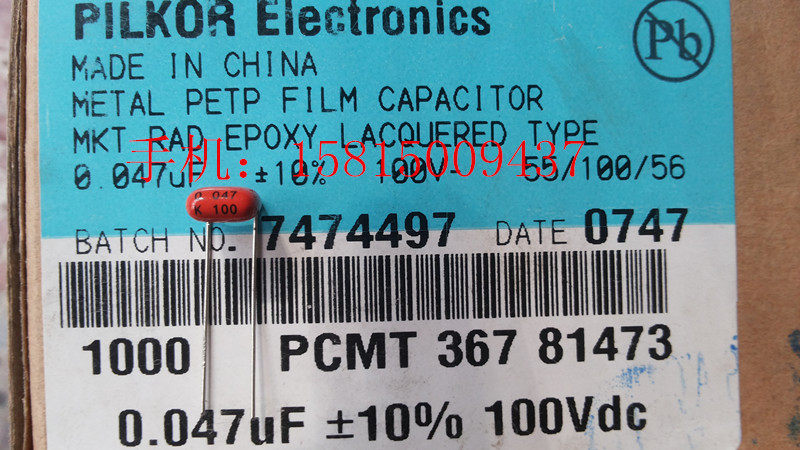 PILKOR Electronics
Pb
MADE IN CHINA
METAL PETP FILM CAPACITOR
MKT RAD EPOXY LACQUERED TYPE
手机：15815009437
0.047uF ±10% 100V- 55/100/56
0.047
K 100
BATCH NO. 7474497 DATE 0747
1000 PCMT 367 81473
0.047uF ±10% 100Vdc